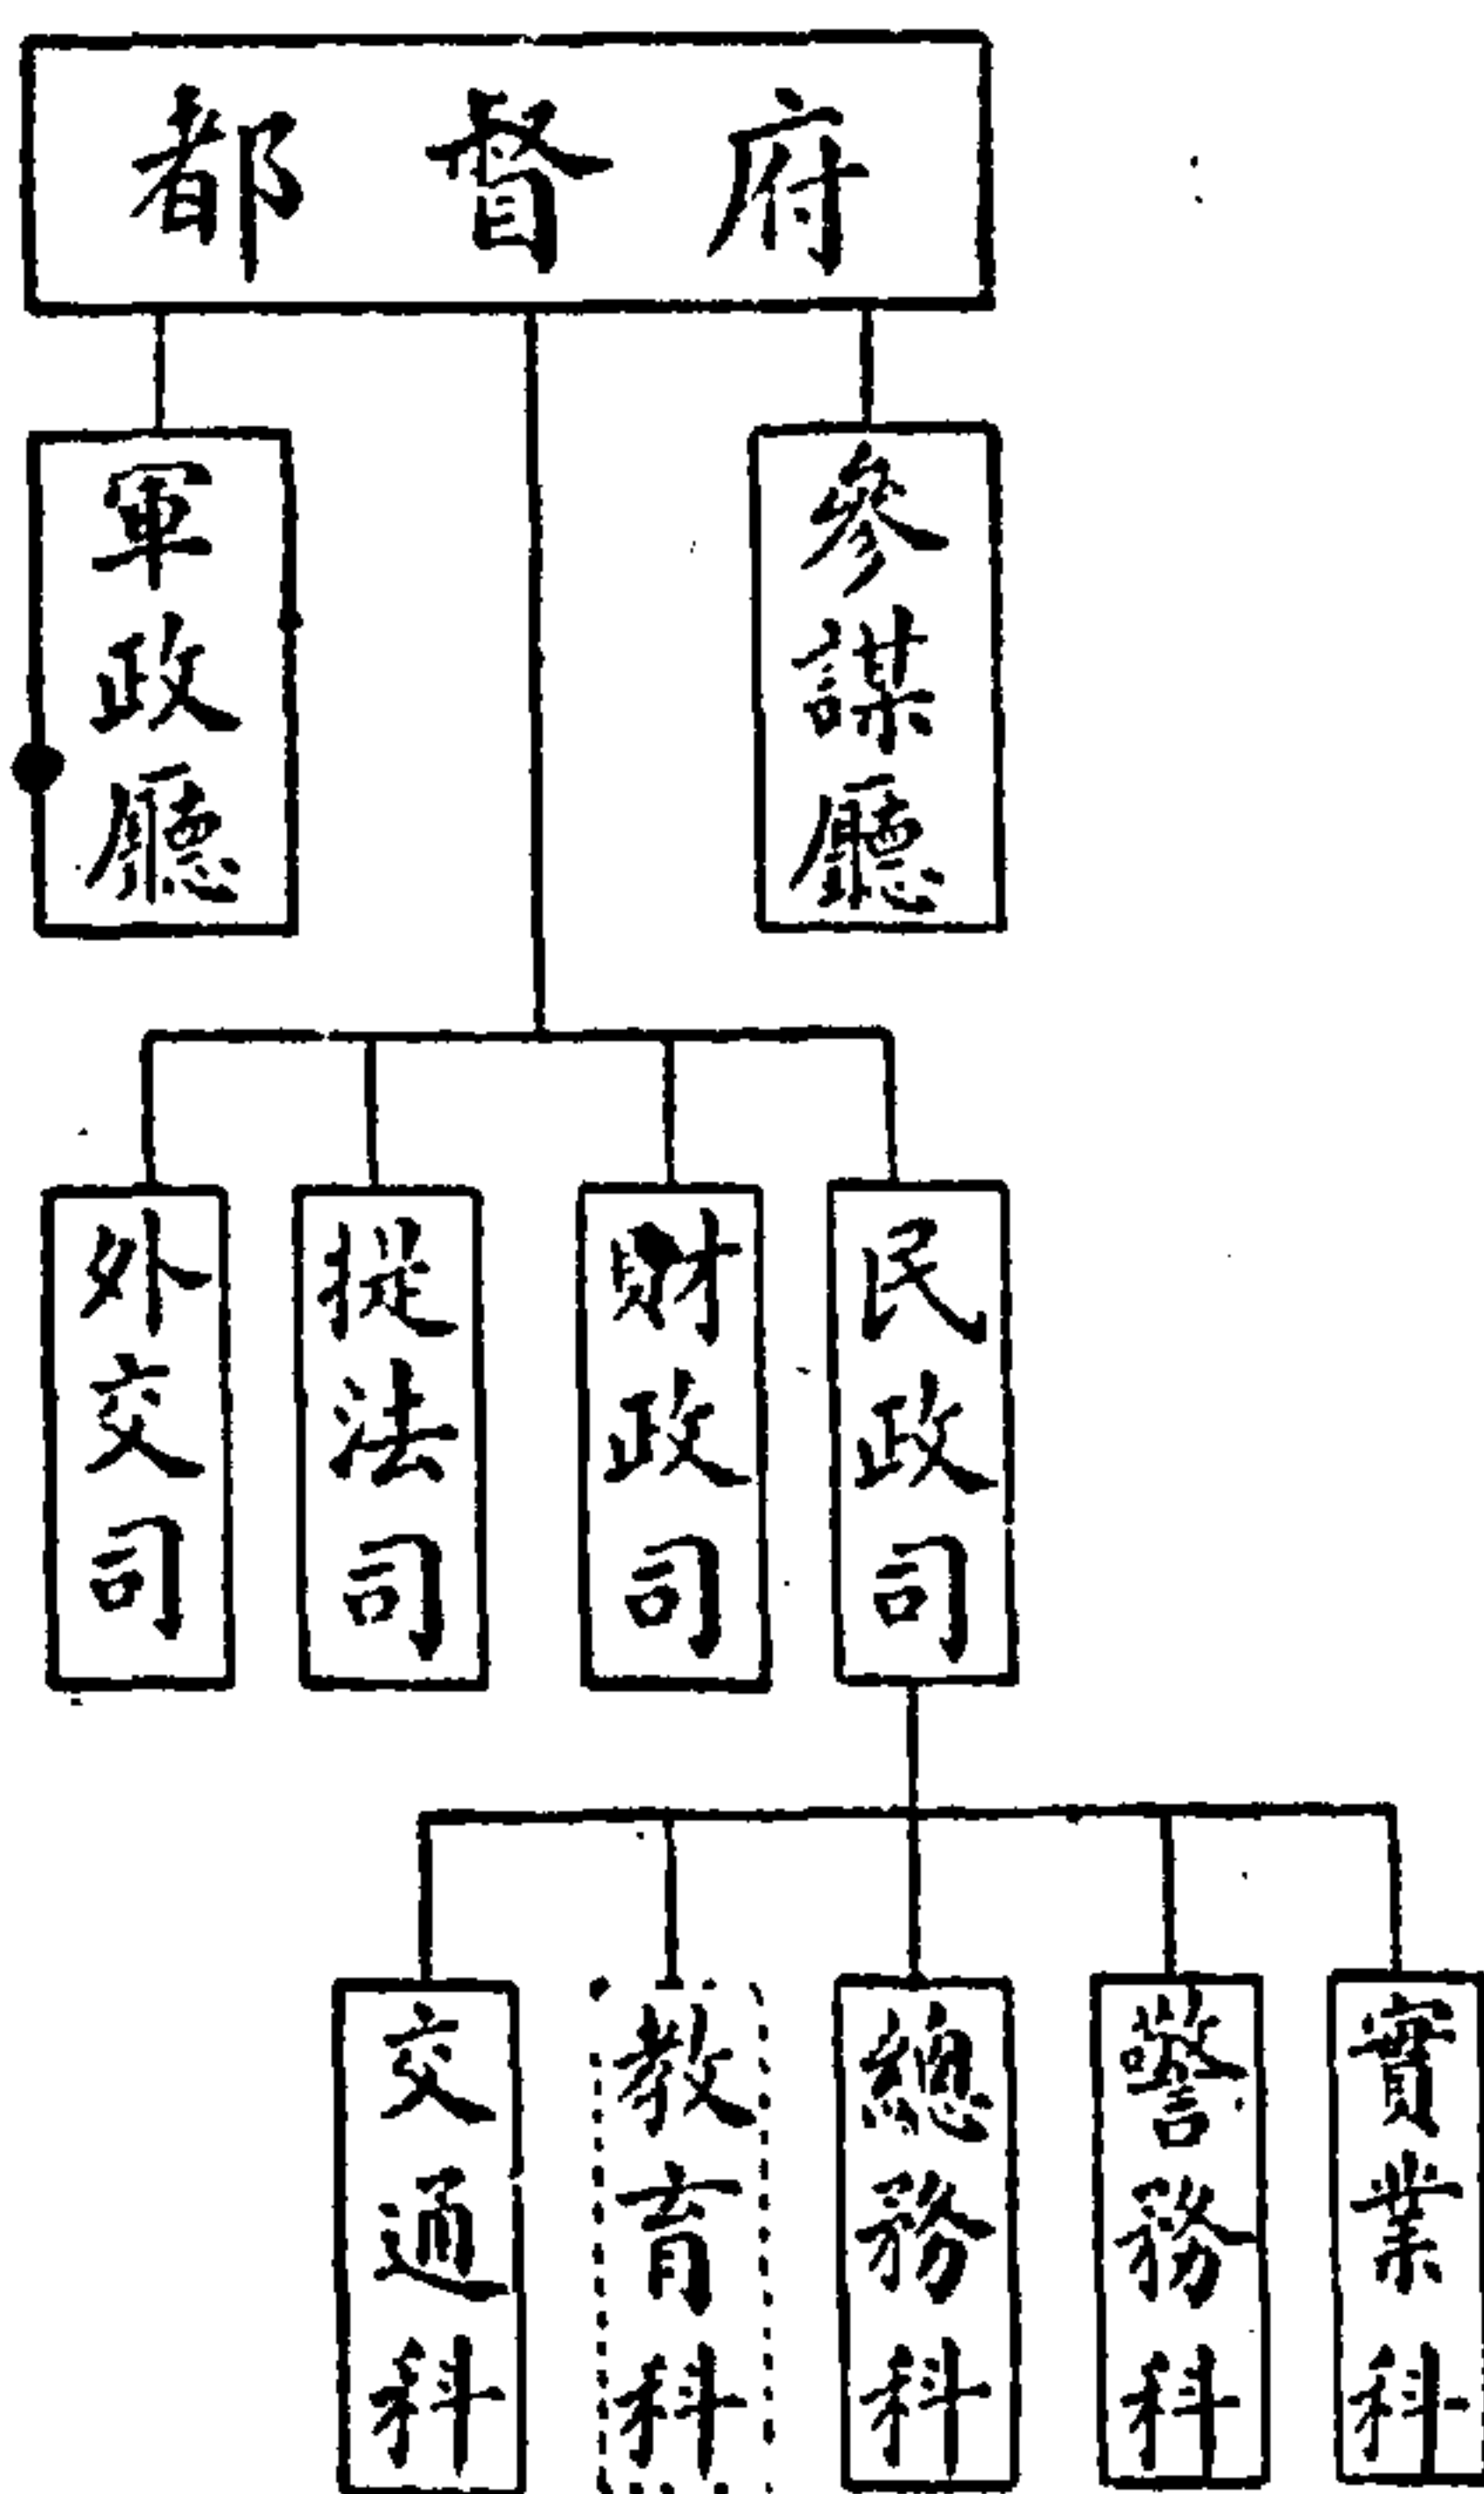 都督府
軍政廳
參謀廳
外交司
提法司
財政司
民政司
交通科
教育科
總務科
警務科
實業科